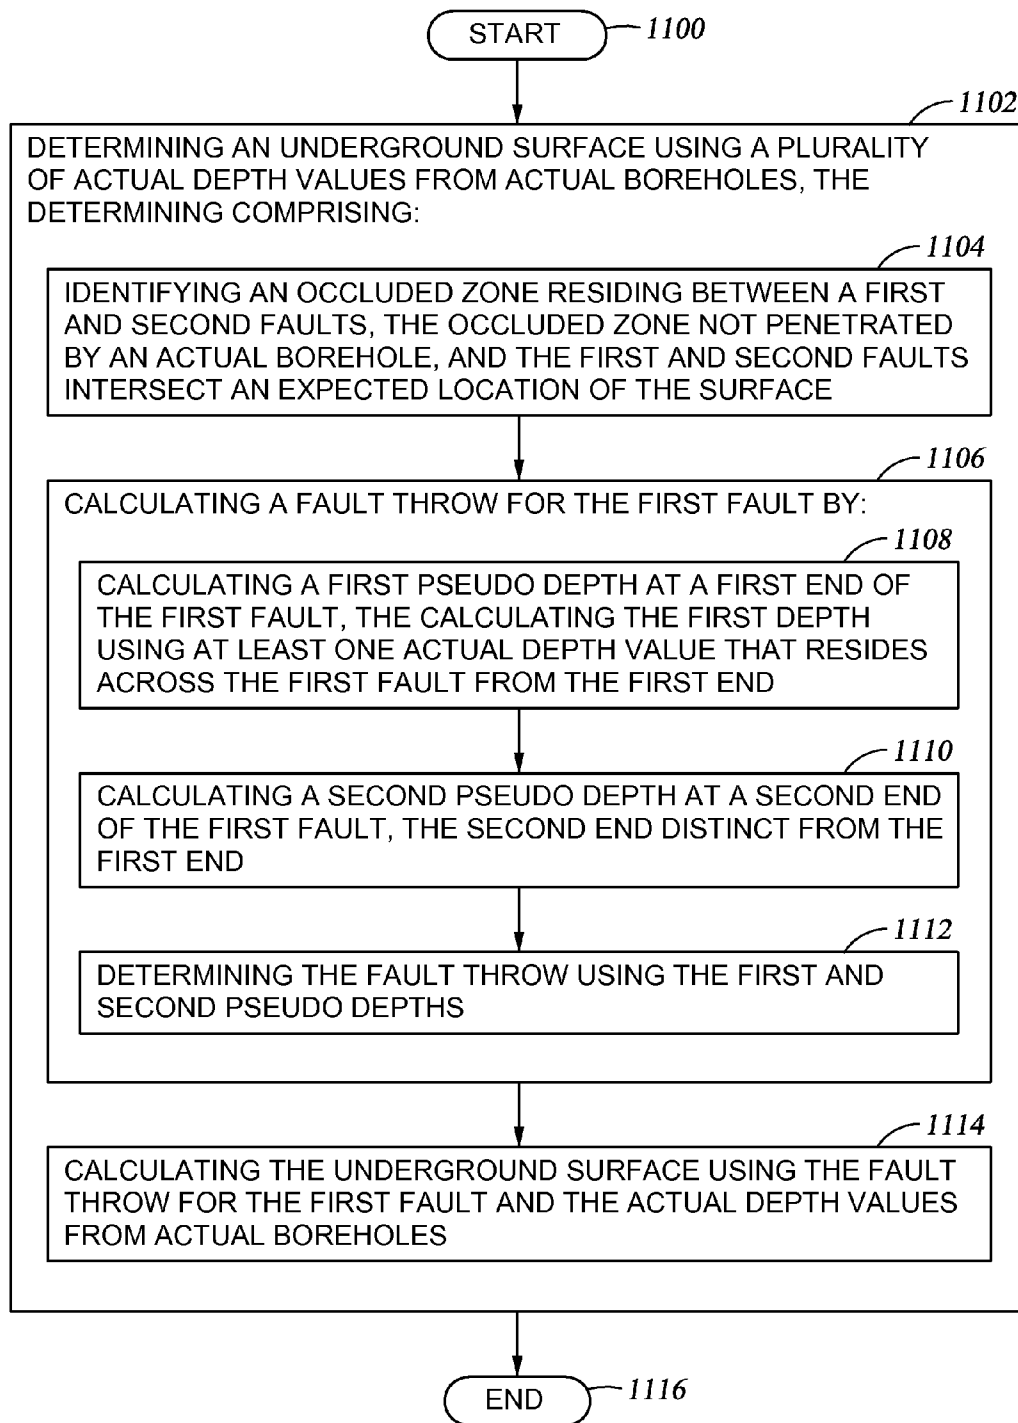 START
1100
1102
DETERMINING AN UNDERGROUND SURFACE USING A PLURALITY
OF ACTUAL DEPTH VALUES FROM ACTUAL BOREHOLES, THE
DETERMINING COMPRISING:
1104
IDENTIFYING AN OCCLUDED ZONE RESIDING BETWEEN A FIRST
AND SECOND FAULTS, THE OCCLUDED ZONE NOT PENETRATED
BY AN ACTUAL BOREHOLE, AND THE FIRST AND SECOND FAULTS
INTERSECT AN EXPECTED LOCATION OF THE SURFACE
1106
CALCULATING A FAULT THROW FOR THE FIRST FAULT BY:
1108
CALCULATING A FIRST PSEUDO DEPTH AT A FIRST END OF
THE FIRST FAULT, THE CALCULATING THE FIRST DEPTH
USING AT LEAST ONE ACTUAL DEPTH VALUE THAT RESIDES
ACROSS THE FIRST FAULT FROM THE FIRST END
1110
CALCULATING A SECOND PSEUDO DEPTH AT A SECOND END
OF THE FIRST FAULT, THE SECOND END DISTINCT FROM THE
FIRST END
1112
DETERMINING THE FAULT THROW USING THE FIRST AND
SECOND PSEUDO DEPTHS
1114
CALCULATING THE UNDERGROUND SURFACE USING THE FAULT
THROW FOR THE FIRST FAULT AND THE ACTUAL DEPTH VALUES
FROM ACTUAL BOREHOLES
END
1116